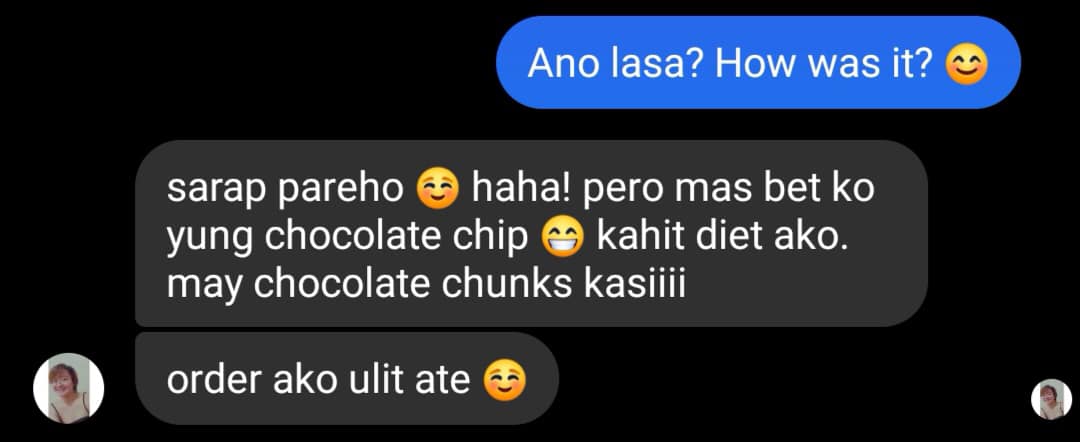 Ano lasa? How was it? 😊
sarap pareho ☺️ haha! pero mas bet ko
yung chocolate chip 😁 kahit diet ako.
may chocolate chunks kasiiii
order ako ulit ate ☺️